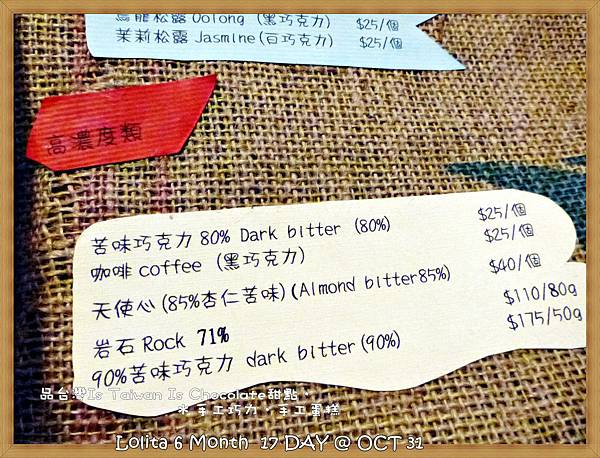 烏龍松露 Oolong (黑巧克力) $25/個
茉莉松露 Jasmine(白巧克力) $25/個
高濃度類
苦味巧克力 80% Dark bitter (80%) $25/個
咖啡 coffee (黑巧克力) $25/個
天使心(85%杏仁苦味)(Almond bitter85%) $40/個
岩石 Rock 71% $110/80g
90%苦味巧克力 dark bitter(90%) $175/50g
品台灣Is Taiwan Is Chocolate甜點。
手工巧力。手工蛋糕
Lolita 6 Month 17 DAY @ OCT 31